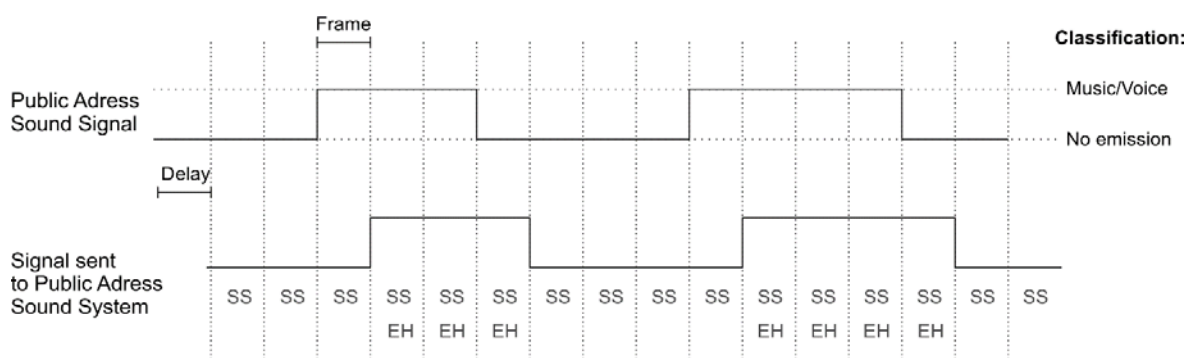 Frame
Classification:
Public Adress
Sound Signal
Music/Voice
No emission
Delay
Signal sent
to Public Adress
Sound System
SS SS SS SS SS SS SS SS SS SS SS SS SS SS SS SS
EH EH EH EH EH EH EH